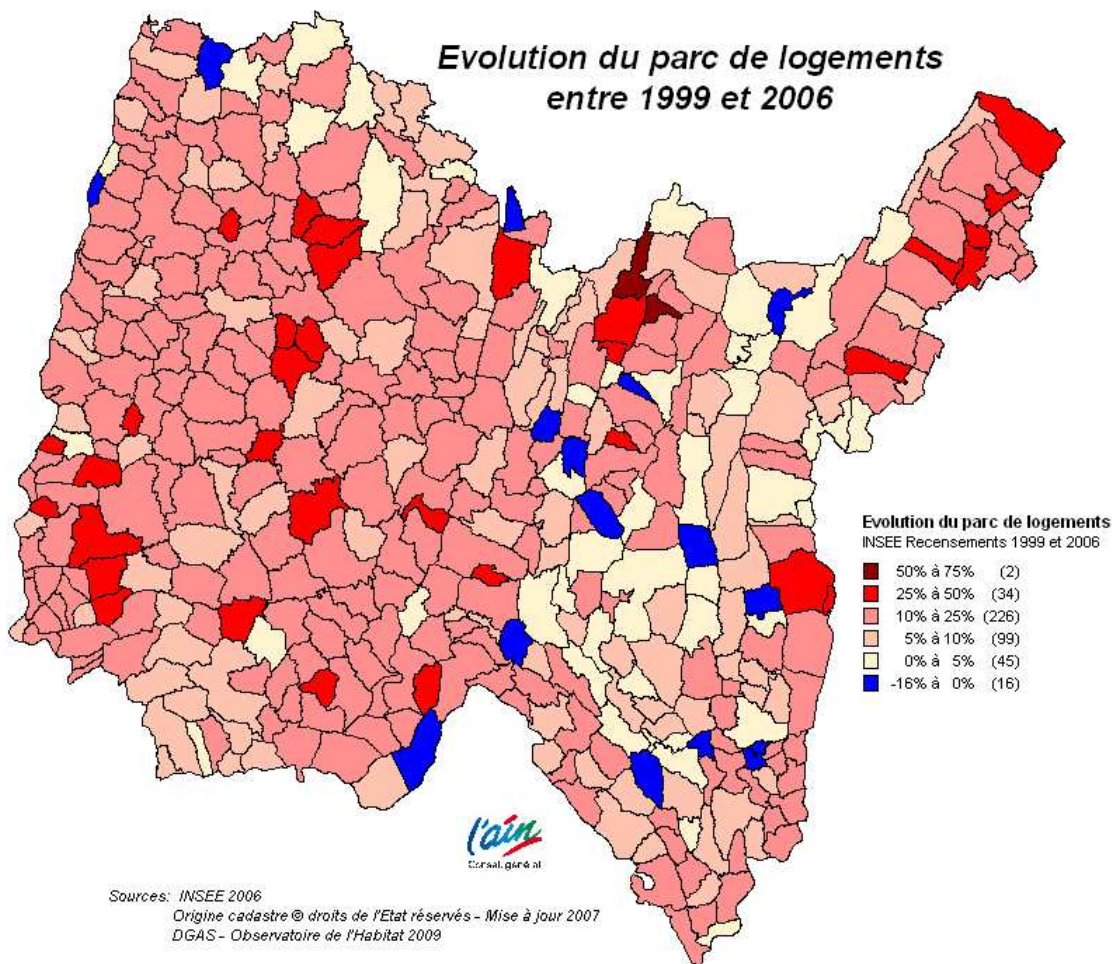 Evolution du parc de logements
entre 1999 et 2006
Evolution du parc de logements
INSEE Recensements 1999 et 2006
50% à 75% (2)
25% à 50% (34)
10% à 25% (226)
5% à 10% (99)
0% à 5% (45)
-16% à 0% (16)
l'ain
Conseil général
Sources: INSEE 2006
Origine cadastre © droits de l'Etat réservés - Mise à jour 2007
DGAS - Observatoire de l'Habitat 2009